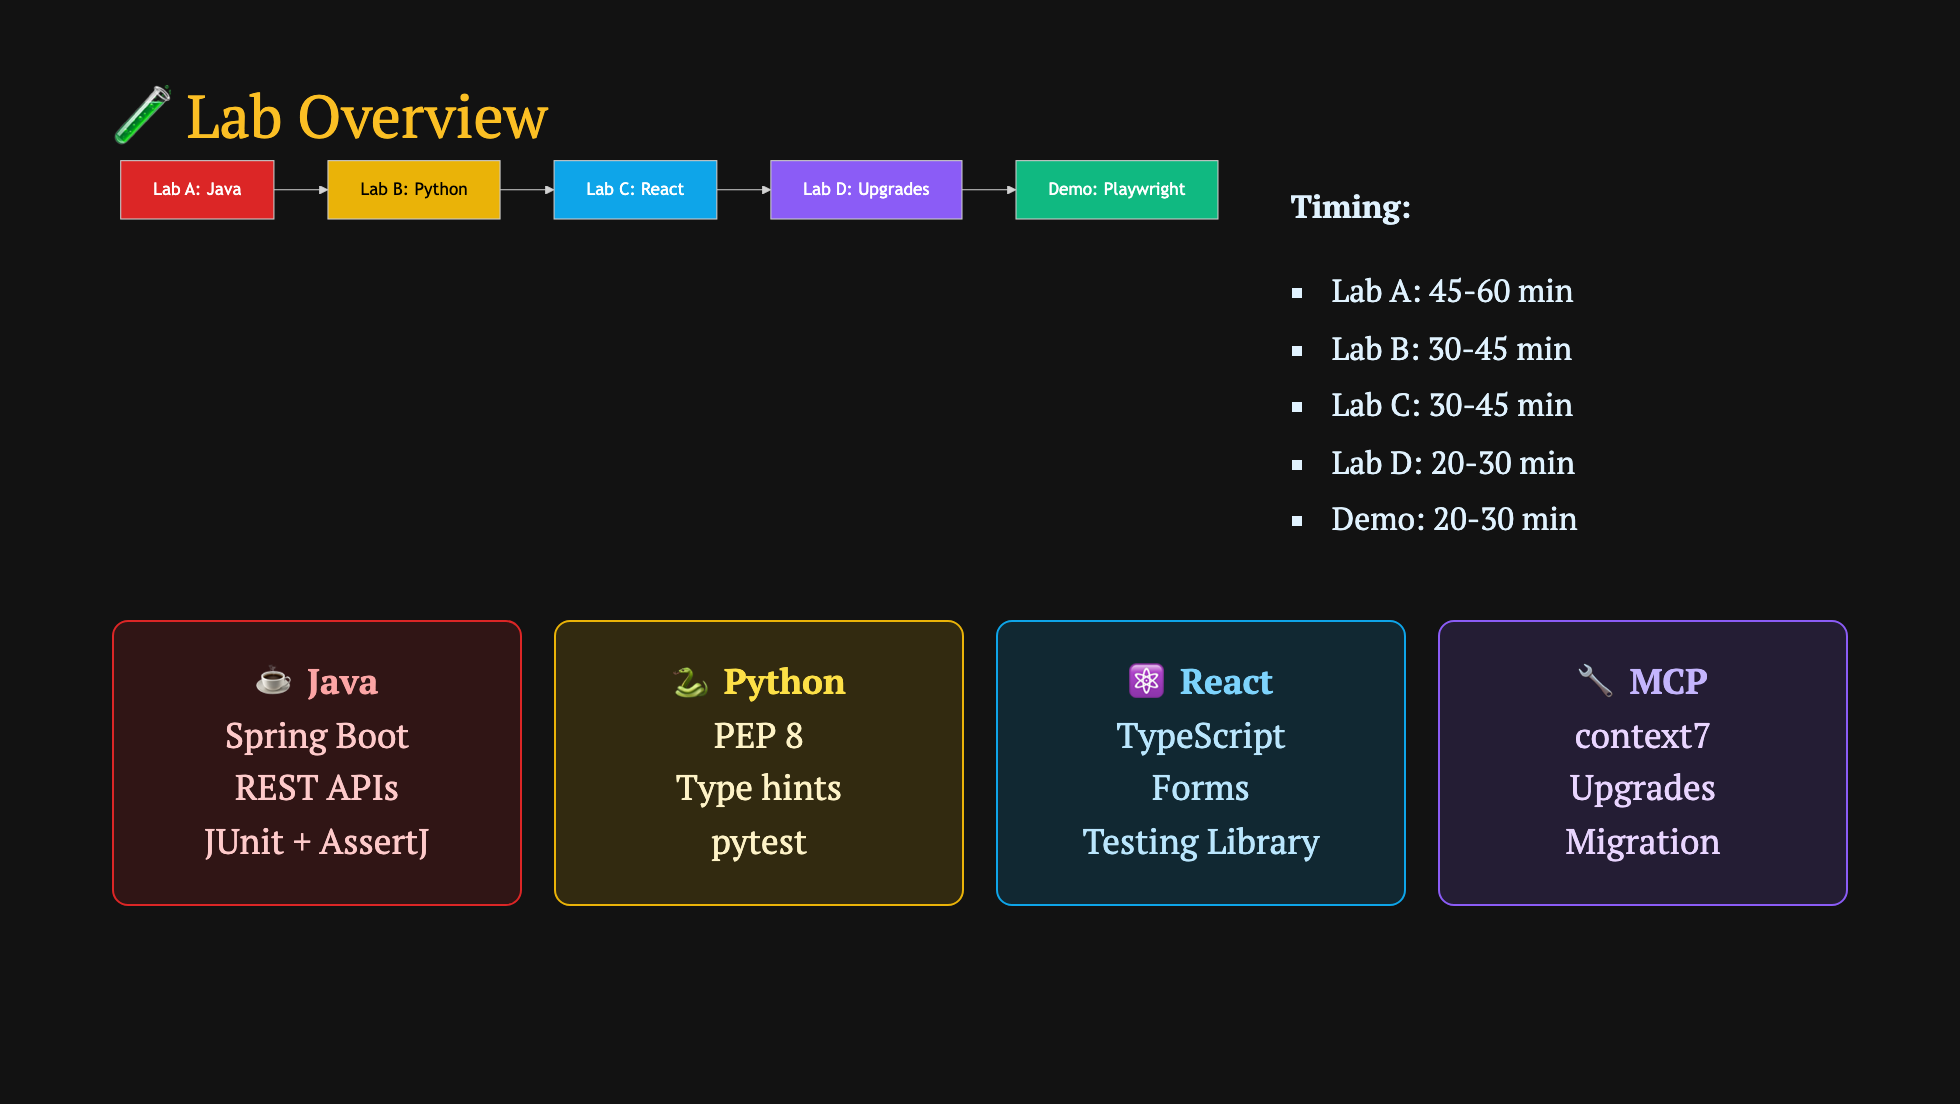 Lab Overview
Lab A: Java
Lab B: Python
Lab C: React
Lab D: Upgrades
Demo: Playwright
Timing:
Lab A: 45-60 min
Lab B: 30-45 min
Lab C: 30-45 min
Lab D: 20-30 min
Demo: 20-30 min
Java
Spring Boot
REST APIs
JUnit + AssertJ
Python
PEP 8
Type hints
pytest
React
TypeScript
Forms
Testing Library
MCP
context7
Upgrades
Migration